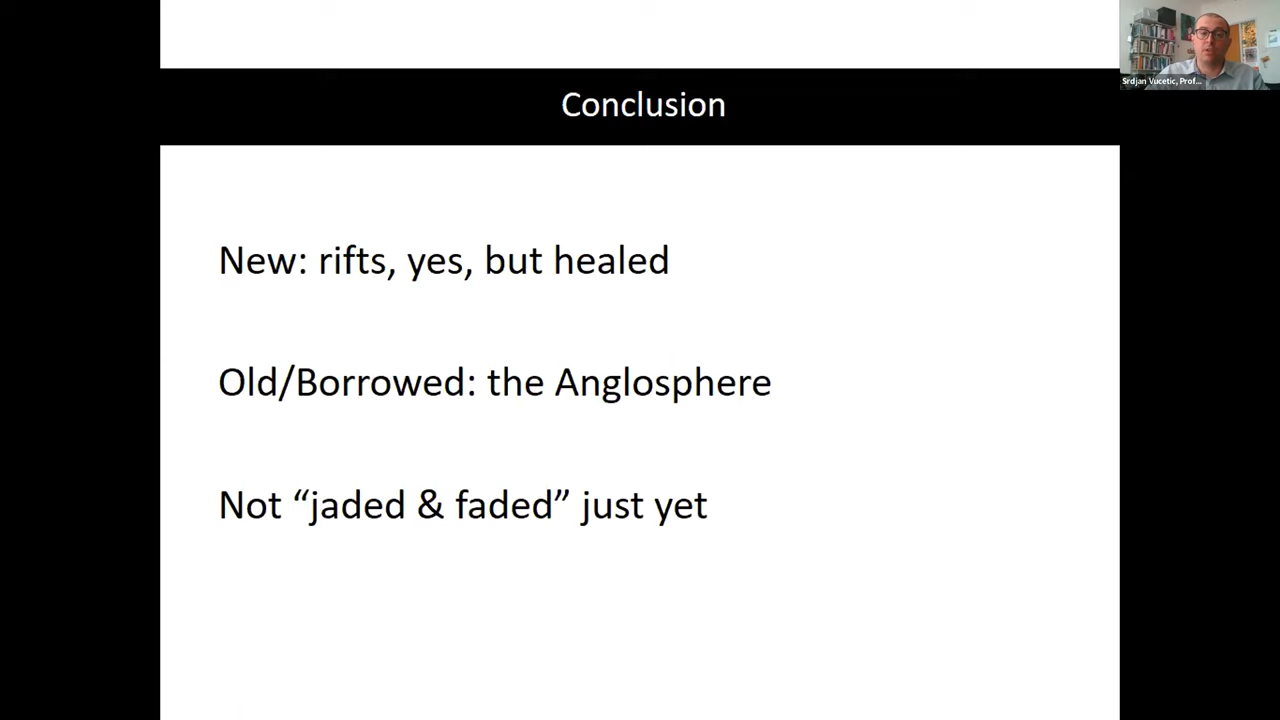 Srdjan Vucetic, Prof...
Conclusion
New: rifts, yes, but healed
Old/Borrowed: the Anglosphere
Not “jaded & faded” just yet